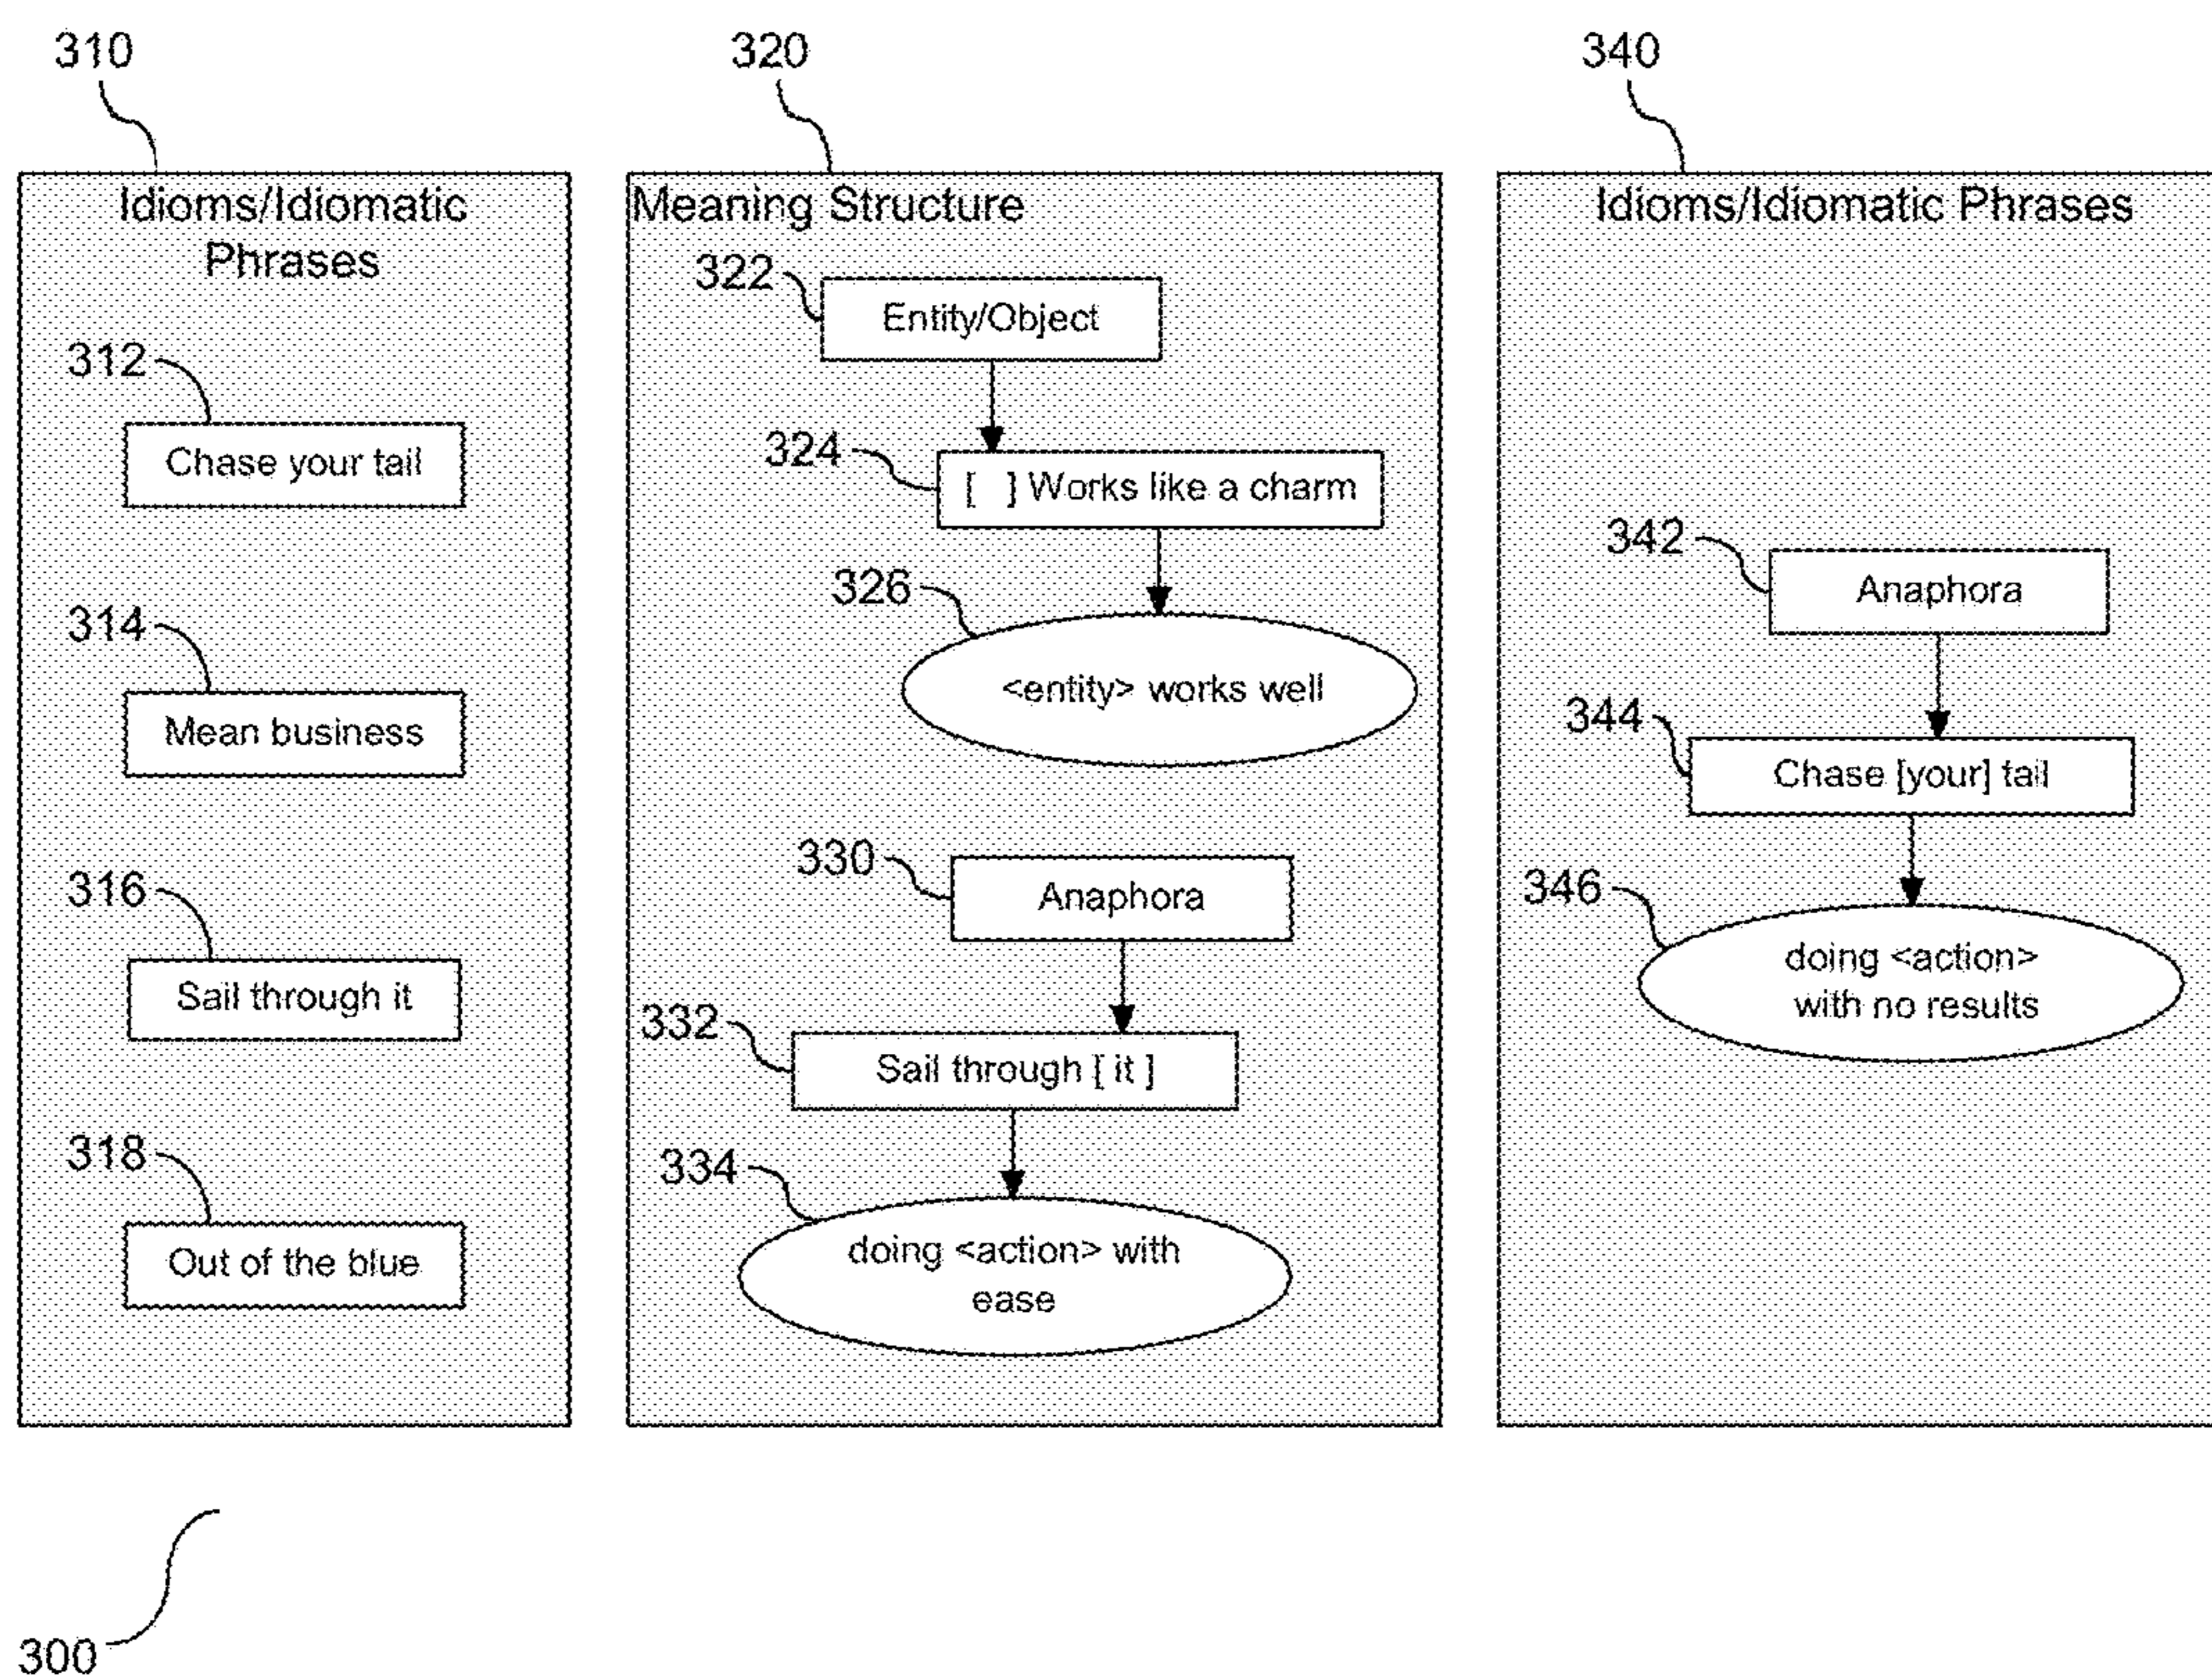 310
Idioms/Idiomatic
Phrases
312
Chase your tail
314
Mean business
316
Sail through it
318
Out of the blue
320
Meaning Structure
322
Entity/Object
324
[ ] Works like a charm
326
<entity> works well
330
Anaphora
332
Sail through [ it ]
334
doing <action> with
ease
340
Idioms/Idiomatic Phrases
342
Anaphora
344
Chase [your] tail
346
doing <action>
with no results
300